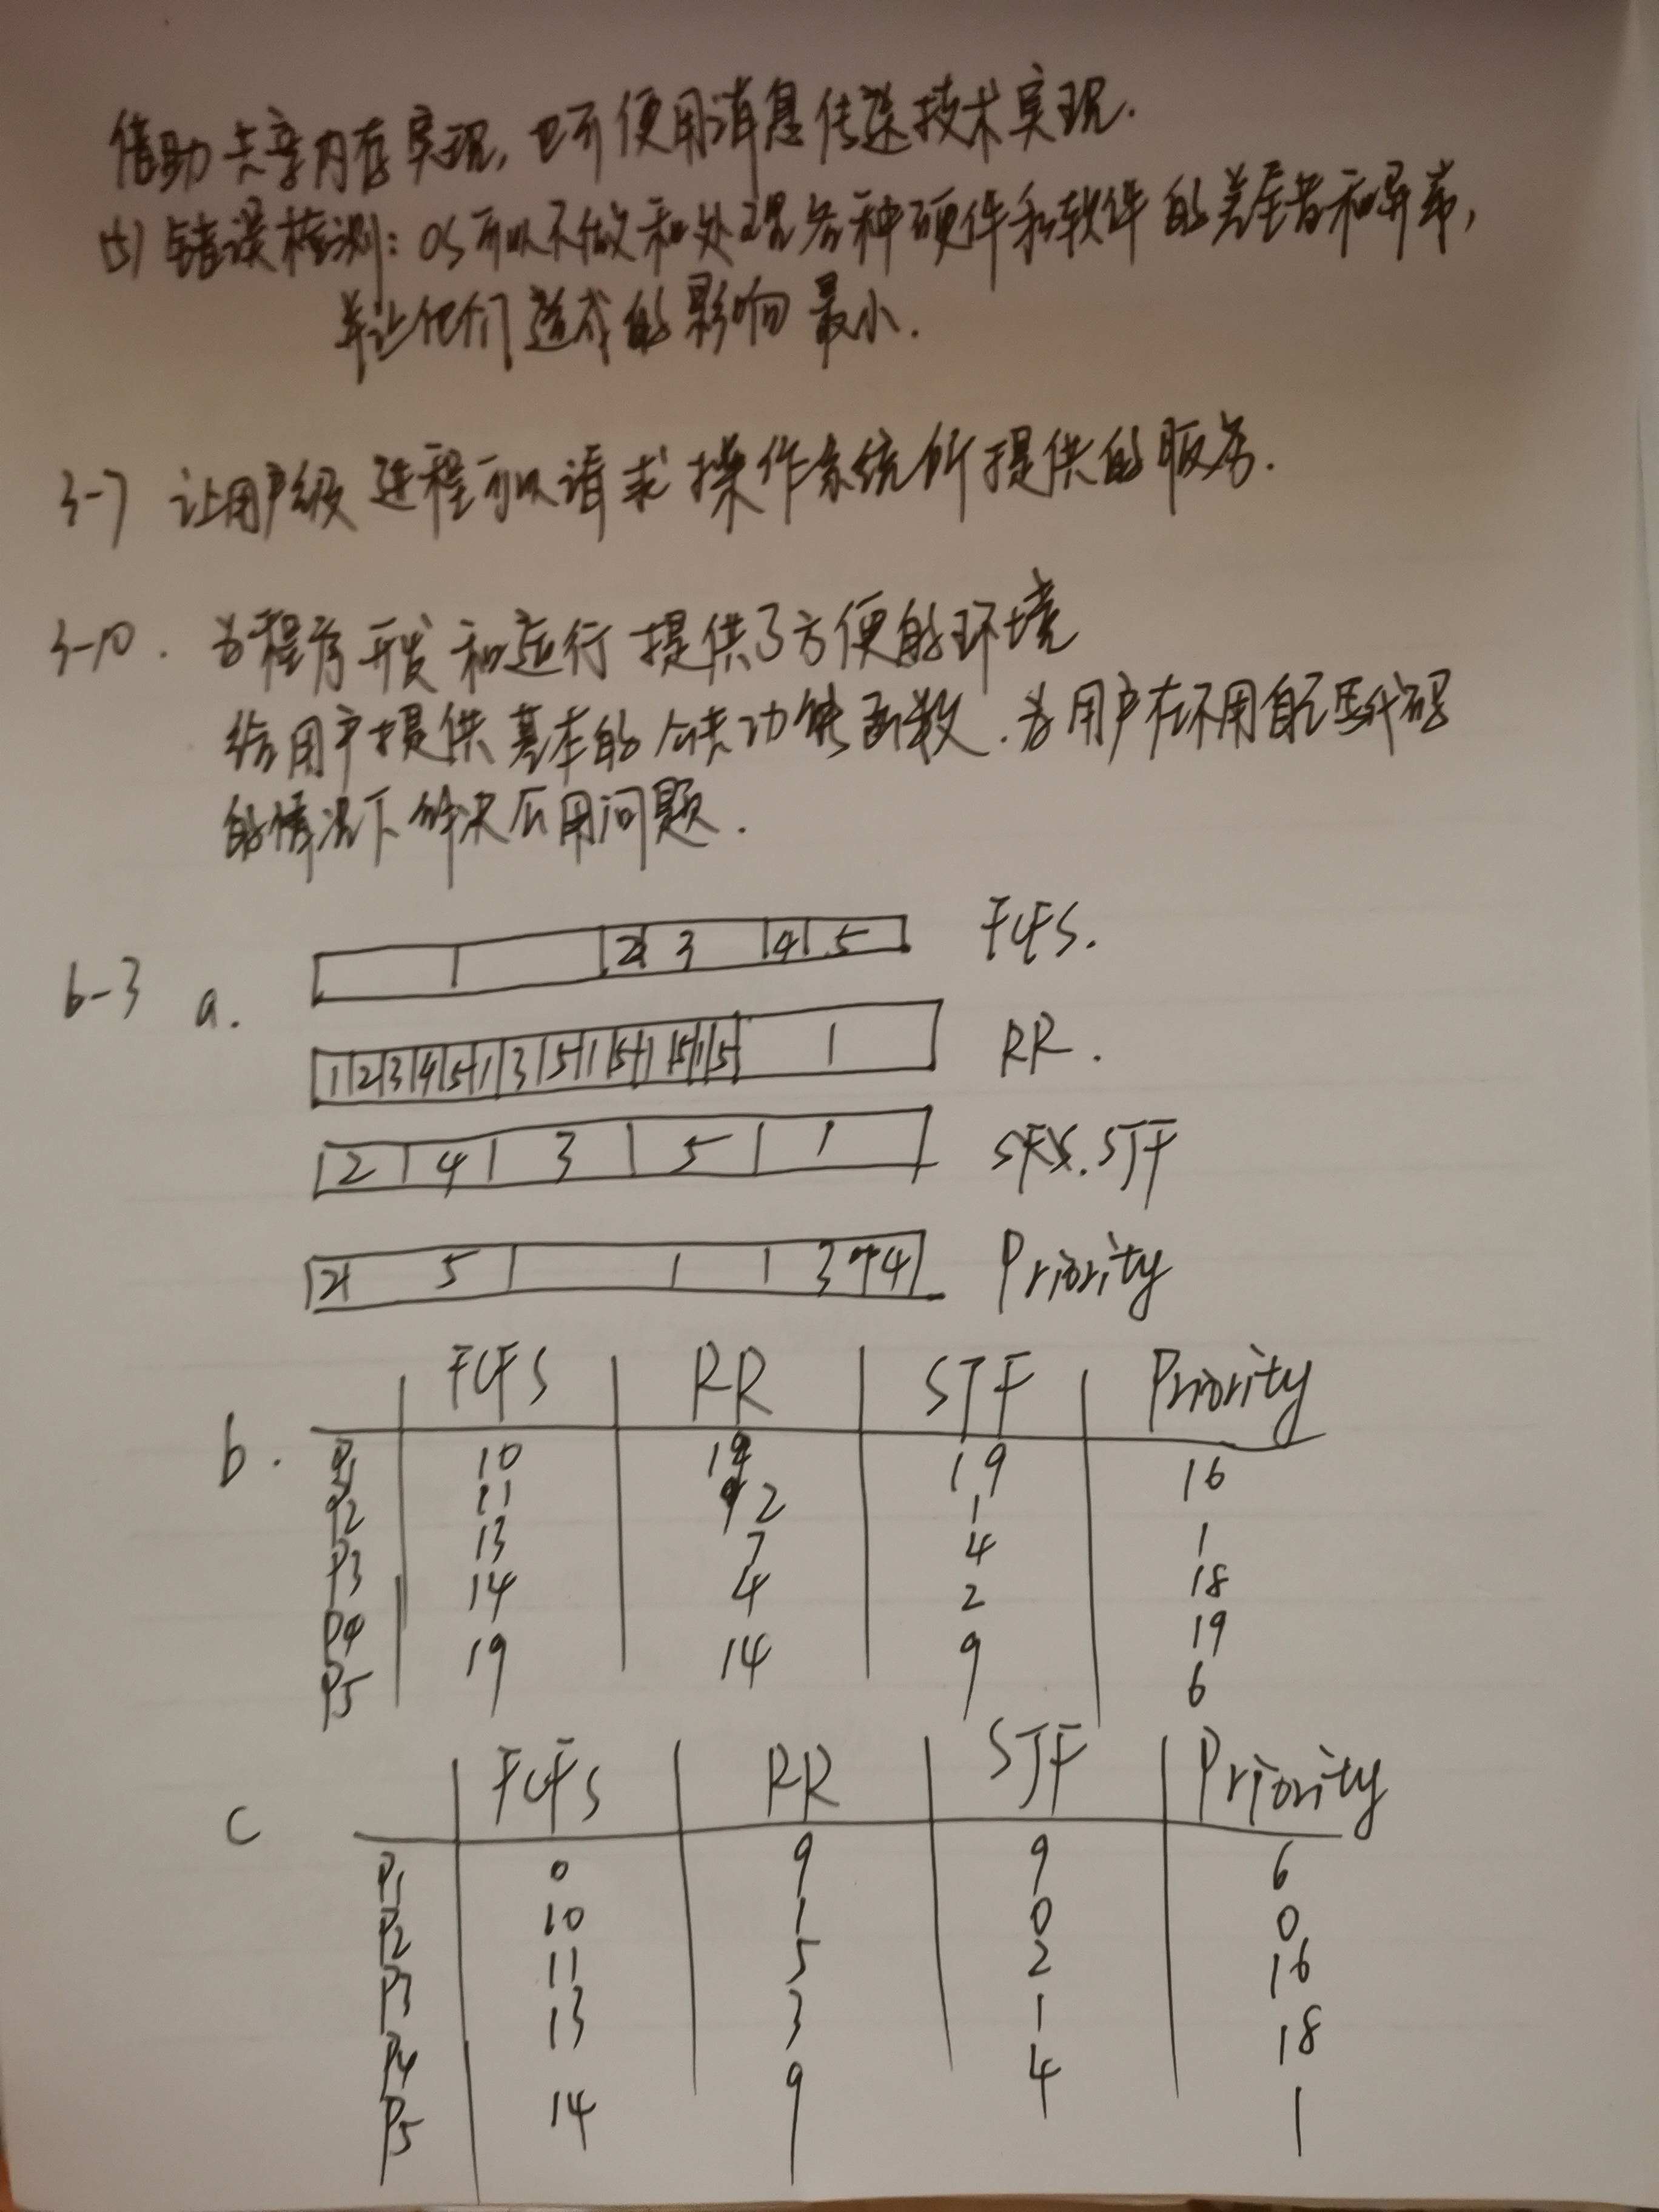 借助共享内存实现,也可使用消息传递技术实现.
(5) 错误检测: OS可以不做和处理各种硬件和软件的差错和异常,
并让他们造成的影响最小.
3-7 让用户级进程可以请求操作系统所提供的服务.
3-10. 为程序开发和运行提供了方便的环境
给用户提供基本的公共功能函数.为用户在不用自己写代码
的情况下解决应用问题.
6-3 a. 1 2 3 4 5 FCFS.
1 2 3 4 5 1 3 5 1 5 1 5 1 5 1 RR.
2 4 3 5 1 SJF
2 5 1 3 4 Priority
b. FCFS RR SJF Priority
P1 10 19 19 16
P2 11 2 1 1
P3 13 7 4 18
P4 14 4 2 19
P5 19 14 9 6
c FCFS RR SJF Priority
P1 0 9 9 6
P2 10 1 0 0
P3 11 5 2 16
P4 13 3 1 18
P5 14 9 4 1